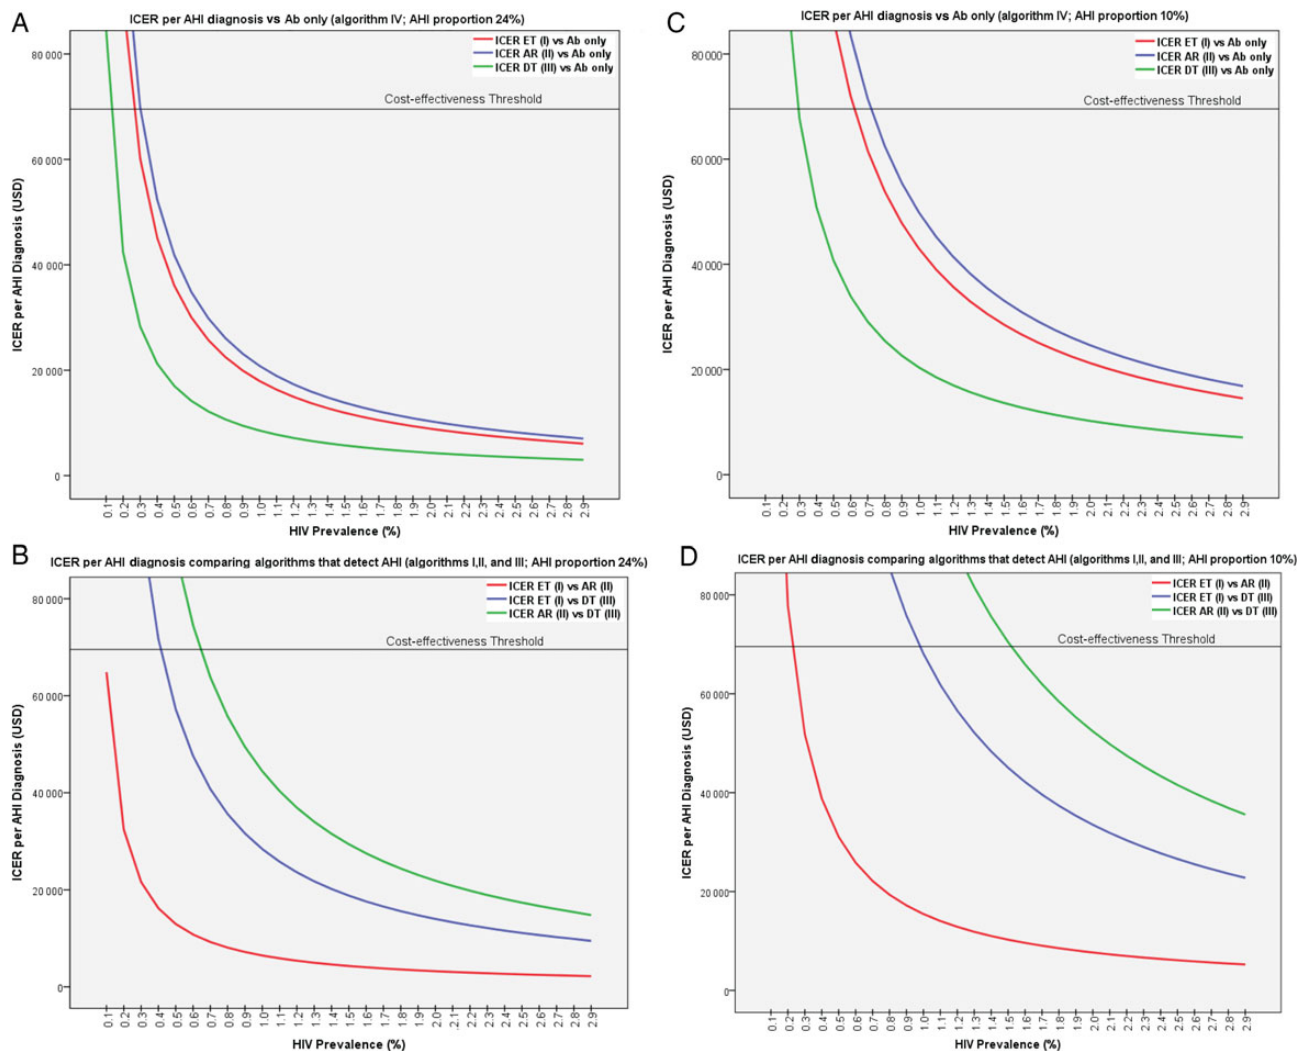 A
ICER per AHI diagnosis vs Ab only (algorithm IV; AHI proportion 24%)
ICER ET (I) vs Ab only
ICER AR (II) vs Ab only
ICER DT (III) vs Ab only
Cost-effectiveness Threshold
ICER per AHI Diagnosis (USD)
80 000
60 000
40 000
20 000
0
0.1 0.2 0.3 0.4 0.5 0.6 0.7 0.8 0.9 1.0 1.1 1.2 1.3 1.4 1.5 1.6 1.7 1.8 1.9 2.0 2.1 2.2 2.3 2.4 2.5 2.6 2.7 2.8 2.9
HIV Prevalence (%)
C
ICER per AHI diagnosis vs Ab only (algorithm IV; AHI proportion 10%)
ICER ET (I) vs Ab only
ICER AR (II) vs Ab only
ICER DT (III) vs Ab only
Cost-effectiveness Threshold
ICER per AHI Diagnosis (USD)
80 000
60 000
40 000
20 000
0
0.1 0.2 0.3 0.4 0.5 0.6 0.7 0.8 0.9 1.0 1.1 1.2 1.3 1.4 1.5 1.6 1.7 1.8 1.9 2.0 2.1 2.2 2.3 2.4 2.5 2.6 2.7 2.8 2.9
HIV Prevalence (%)
B
ICER per AHI diagnosis comparing algorithms that detect AHI (algorithms I,II, and III; AHI proportion 24%)
ICER ET (I) vs AR (II)
ICER ET (I) vs DT (III)
ICER AR (II) vs DT (III)
Cost-effectiveness Threshold
ICER per AHI Diagnosis (USD)
80 000
60 000
40 000
20 000
0
0.1 0.2 0.3 0.4 0.5 0.6 0.7 0.8 0.9 1.0 1.1 1.2 1.3 1.4 1.5 1.6 1.7 1.8 1.9 2.0 .2.1 2.2 2.3 2.4 2.5 2.6 2.7 2.8 2.9
HIV Prevalence (%)
D
ICER per AHI diagnosis comparing algorithms that detect AHI (algorithms I,II, and III; AHI proportion 10%)
ICER ET (I) vs AR (II)
ICER ET (I) vs DT (III)
ICER AR (II) vs DT (III)
Cost-effectiveness Threshold
ICER per AHI Diagnosis (USD)
80 000
60 000
40 000
20 000
0
0.1 0.2 0.3 0.4 0.5 0.6 0.7 0.8 0.9 1.0 1.1 1.2 1.3 1.4 1.5 1.6 1.7 1.8 1.9 2.0 2.1 2.2 2.3 2.4 2.5 2.6 2.7 2.8 2.9
HIV Prevalence (%)